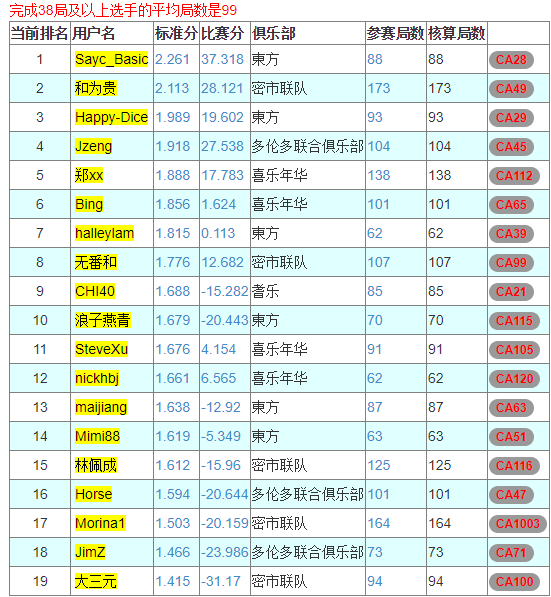 完成38局及以上选手的平均局数是99
当前排名 用户名 标准分 比赛分 俱乐部 参赛局数 核算局数
1 Sayc_Basic 2.261 37.318 東方 88 88 CA28
2 和为贵 2.113 28.121 密市联队 173 173 CA49
3 Happy-Dice 1.989 19.602 東方 93 93 CA29
4 Jzeng 1.918 27.538 多伦多联合俱乐部 104 104 CA45
5 郑xx 1.888 17.783 喜乐年华 138 138 CA112
6 Bing 1.856 1.624 喜乐年华 101 101 CA65
7 halleylam 1.815 0.113 東方 62 62 CA39
8 无番和 1.776 12.682 密市联队 107 107 CA99
9 CHI40 1.688 -15.282 耆乐 85 85 CA21
10 浪子燕青 1.679 -20.443 東方 70 70 CA115
11 SteveXu 1.676 4.154 喜乐年华 91 91 CA105
12 nickhbj 1.661 6.565 喜乐年华 62 62 CA120
13 maijiang 1.638 -12.92 東方 87 87 CA63
14 Mimi88 1.619 -5.349 東方 63 63 CA51
15 林佩成 1.612 -15.96 密市联队 125 125 CA116
16 Horse 1.594 -20.644 多伦多联合俱乐部 101 101 CA47
17 Morina1 1.503 -20.159 密市联队 164 164 CA1003
18 JimZ 1.466 -23.986 多伦多联合俱乐部 73 73 CA71
19 大三元 1.415 -31.17 密市联队 94 94 CA100